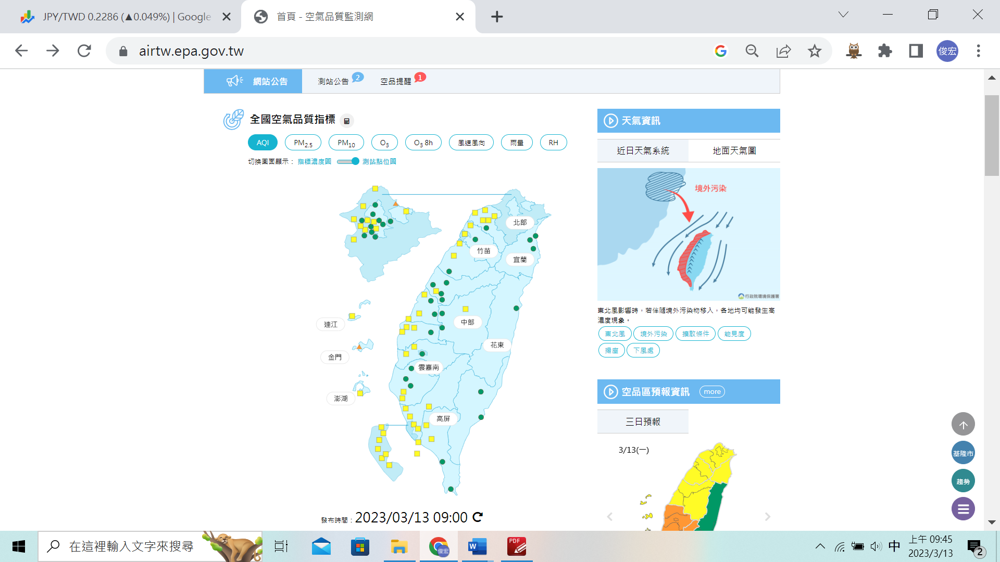 JPY/TWD 0.2286 (▲0.049%) | Google
首頁 - 空氣品質監測網
airtw.epa.gov.tw
俊宏
網站公告
測站公告 2
空品提醒 1
全國空氣品質指標
AQI
PM2.5
PM10
O3
O3 8h
風速風向
雨量
RH
切換圖面顯示： 指標濃度圖 測站點位圖
北部
竹苗
宜蘭
連江
中部
花東
金門
雲嘉南
澎湖
高屏
發布時間：2023/03/13 09:00
天氣資訊
近日天氣系統
地面天氣圖
境外污染
行政院環境保護署
東北風影響時，若伴隨境外污染物移入，各地均可能發生高
濃度現象。
東北風
境外污染
擴散條件
能見度
揚塵
下風處
空品區預報資訊 more
三日預報
3/13(一)
基隆市
趨勢
在這裡輸入文字來搜尋
俊宏
W
PDF
中
上午 09:45
2023/3/13
2